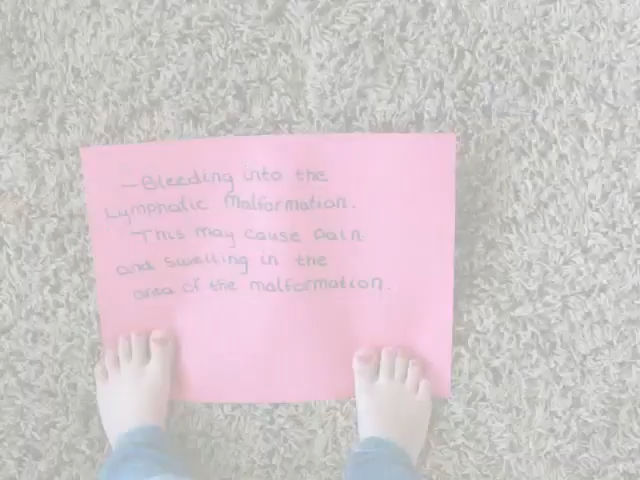 - Bleeding into the
Lymphatic Malformation.
This may cause pain
and swelling in the
area of the malformation.